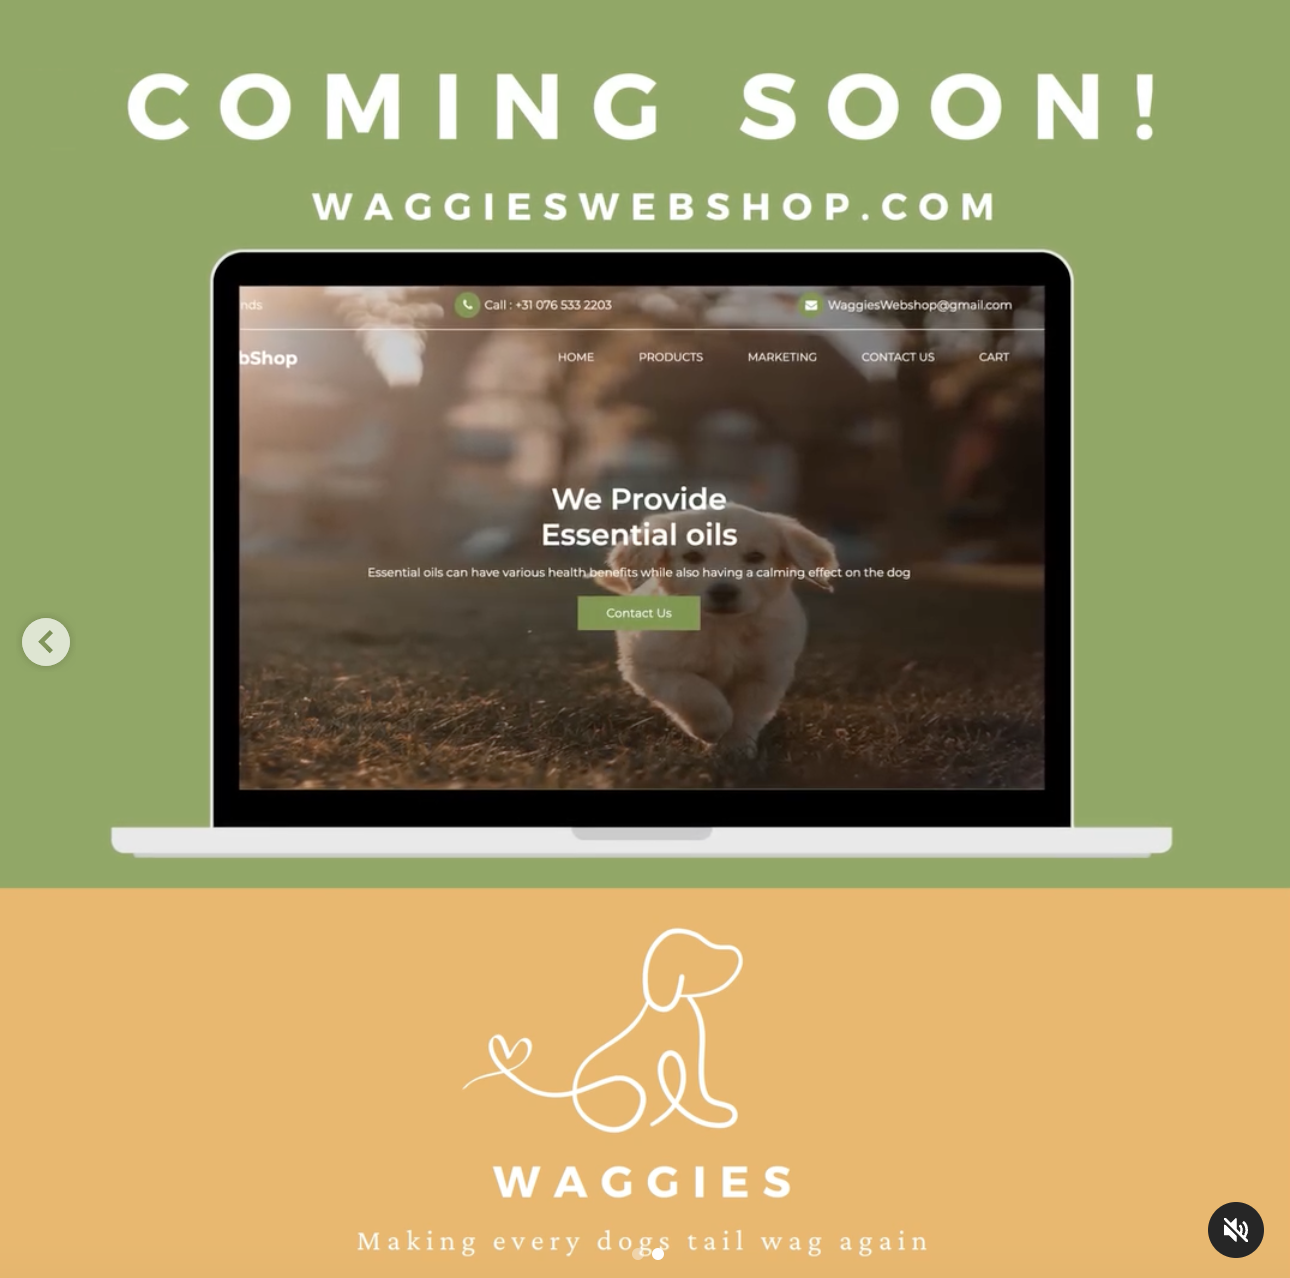 COMING SOON!
WAGGIESWEBSHOP.COM
nds
Call : +31 076 533 2203
WaggiesWebshop@gmail.com
bShop
HOME PRODUCTS MARKETING CONTACT US CART
We Provide
Essential oils
Essential oils can have various health benefits while also having a calming effect on the dog
Contact Us
WAGGIES
Making every dogs tail wag again